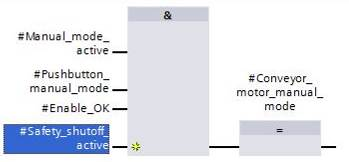 &
#Manual_mode_
active
#Pushbutton_
manual_mode
#Enable_OK
#Safety_shutoff_
active
#Conveyor_
motor_manual_
mode
=